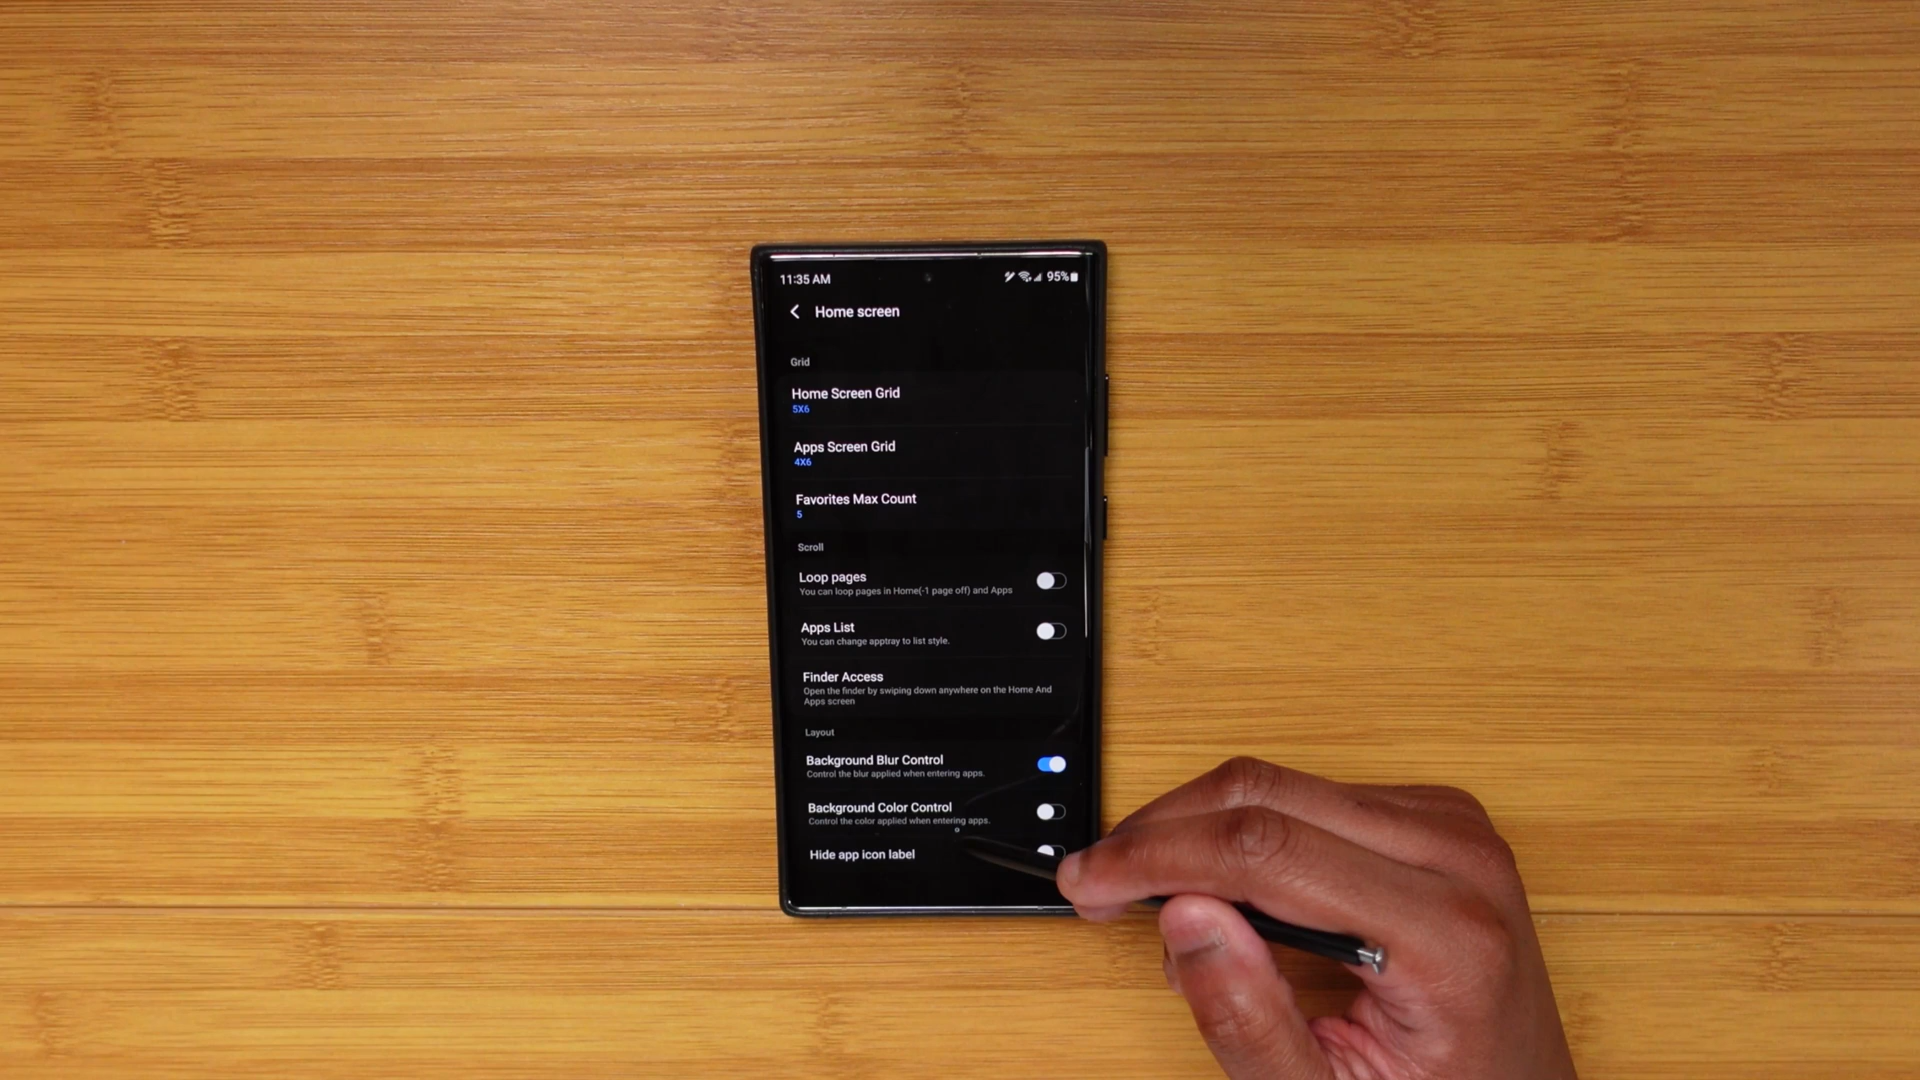 11:35 AM
95%
Home screen
Grid
Home Screen Grid
5X6
Apps Screen Grid
4X6
Favorites Max Count
5
Scroll
Loop pages
You can loop pages in Home(-1 page off) and Apps
Apps List
You can change apptray to list style.
Finder Access
Open the finder by swiping down anywhere on the Home And
Apps screen
Layout
Background Blur Control
Control the blur applied when entering apps.
Background Color Control
Control the color applied when entering apps.
Hide app icon label